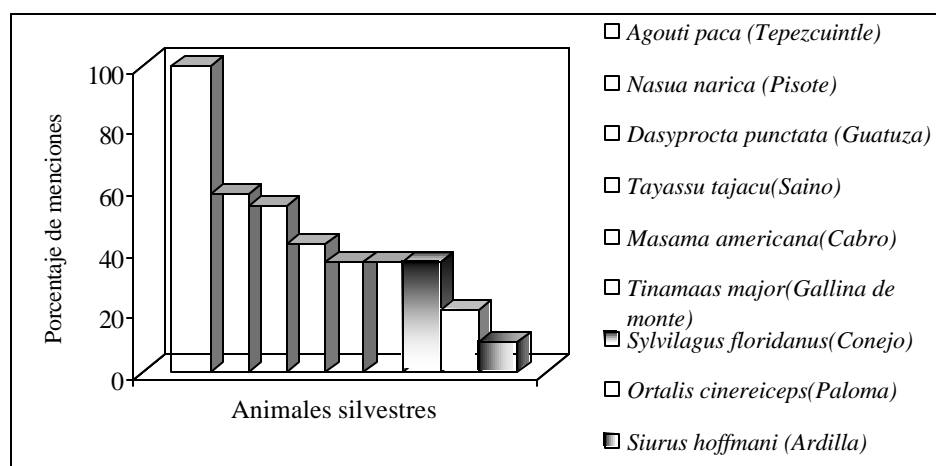 Porcentaje de menciones
100
80
60
40
20
0
Animales silvestres
Agouti paca (Tepezcuintle)
Nasua narica (Pisote)
Dasyprocta punctata (Guatuza)
Tayassu tajacu(Saino)
Masama americana(Cabro)
Tinamaas major(Gallina de
monte)
Sylvilagus floridanus(Conejo)
Ortalis cinereiceps(Paloma)
Siurus hoffmani (Ardilla)